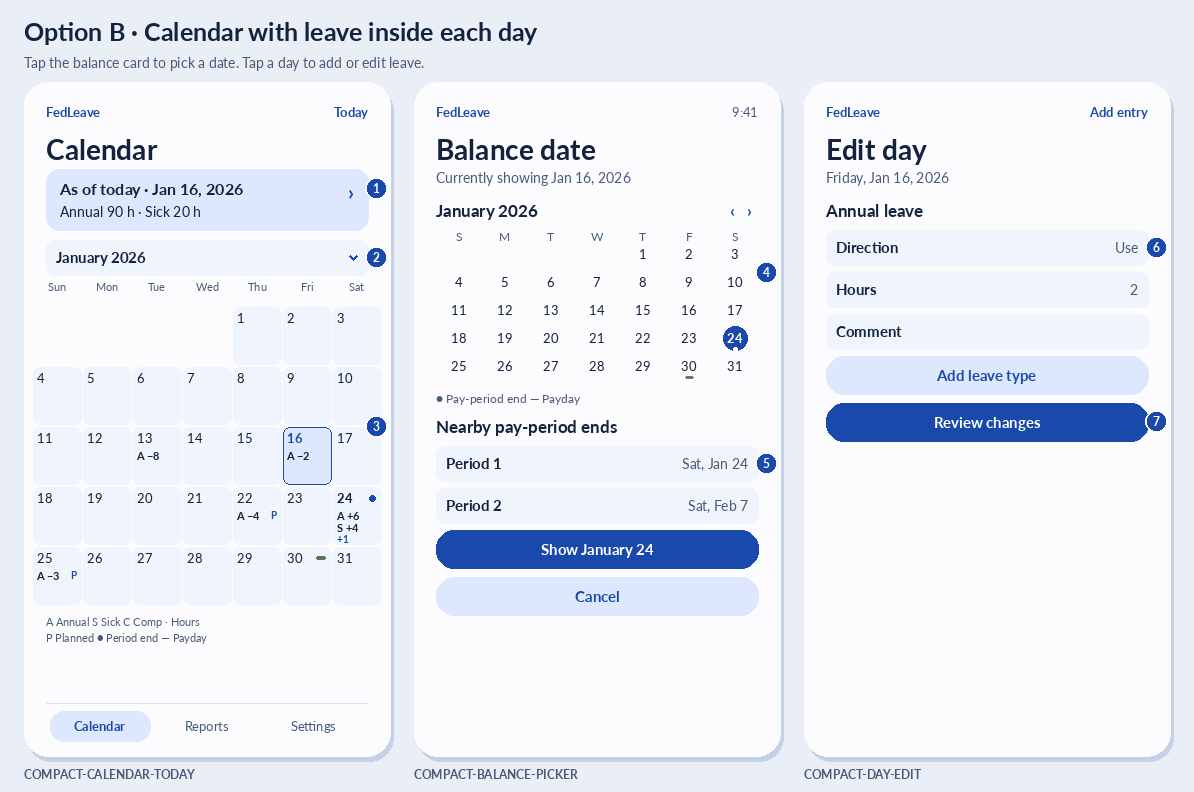 Option B · Calendar with leave inside each day
Tap the balance card to pick a date. Tap a day to add or edit leave.
FedLeave Today
Calendar
As of today · Jan 16, 2026 ›
Annual 90 h · Sick 20 h
1
January 2026
2
Sun Mon Tue Wed Thu Fri Sat
1 2 3
4 5 6 7 8 9 10
3
11 12 13 14 15 16 17
A –8 A –2
18 19 20 21 22 23 24
A –4 P A +6
S +4
+1
25 26 27 28 29 30 31
A –3 P
A Annual S Sick C Comp · Hours
P Planned ● Period end — Payday
Calendar Reports Settings
COMPACT-CALENDAR-TODAY
FedLeave 9:41
Balance date
Currently showing Jan 16, 2026
January 2026 ‹ ›
S M T W T F S
1 2 3
4
4 5 6 7 8 9 10
11 12 13 14 15 16 17
18 19 20 21 22 23 24
25 26 27 28 29 30 31
● Pay-period end — Payday
Nearby pay-period ends
Period 1 Sat, Jan 24
5
Period 2 Sat, Feb 7
Show January 24
Cancel
COMPACT-BALANCE-PICKER
FedLeave Add entry
Edit day
Friday, Jan 16, 2026
Annual leave
Direction Use
6
Hours 2
Comment
Add leave type
Review changes
7
COMPACT-DAY-EDIT